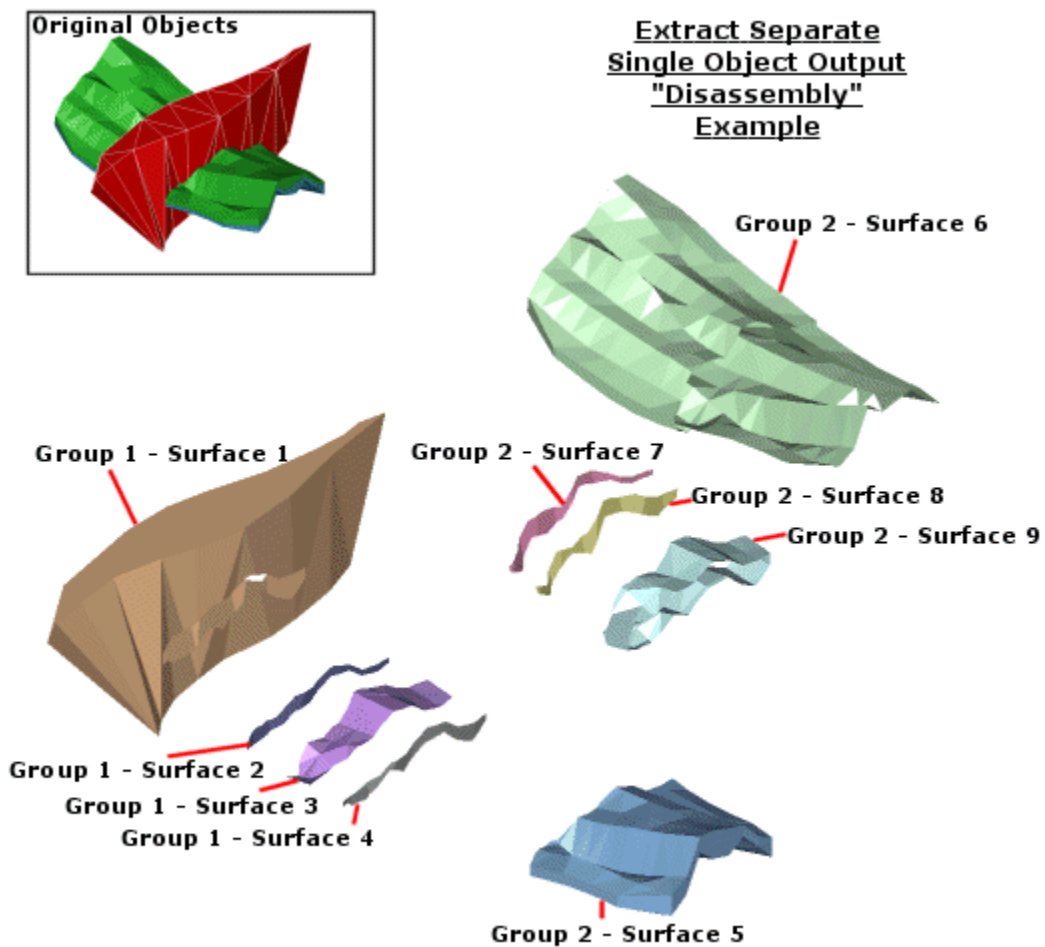 Original Objects
Extract Separate
Single Object Output
"Disassembly"
Example
Group 2 - Surface 6
Group 1 - Surface 1
Group 2 - Surface 7
Group 2 - Surface 8
Group 2 - Surface 9
Group 1 - Surface 2
Group 1 - Surface 3
Group 1 - Surface 4
Group 2 - Surface 5